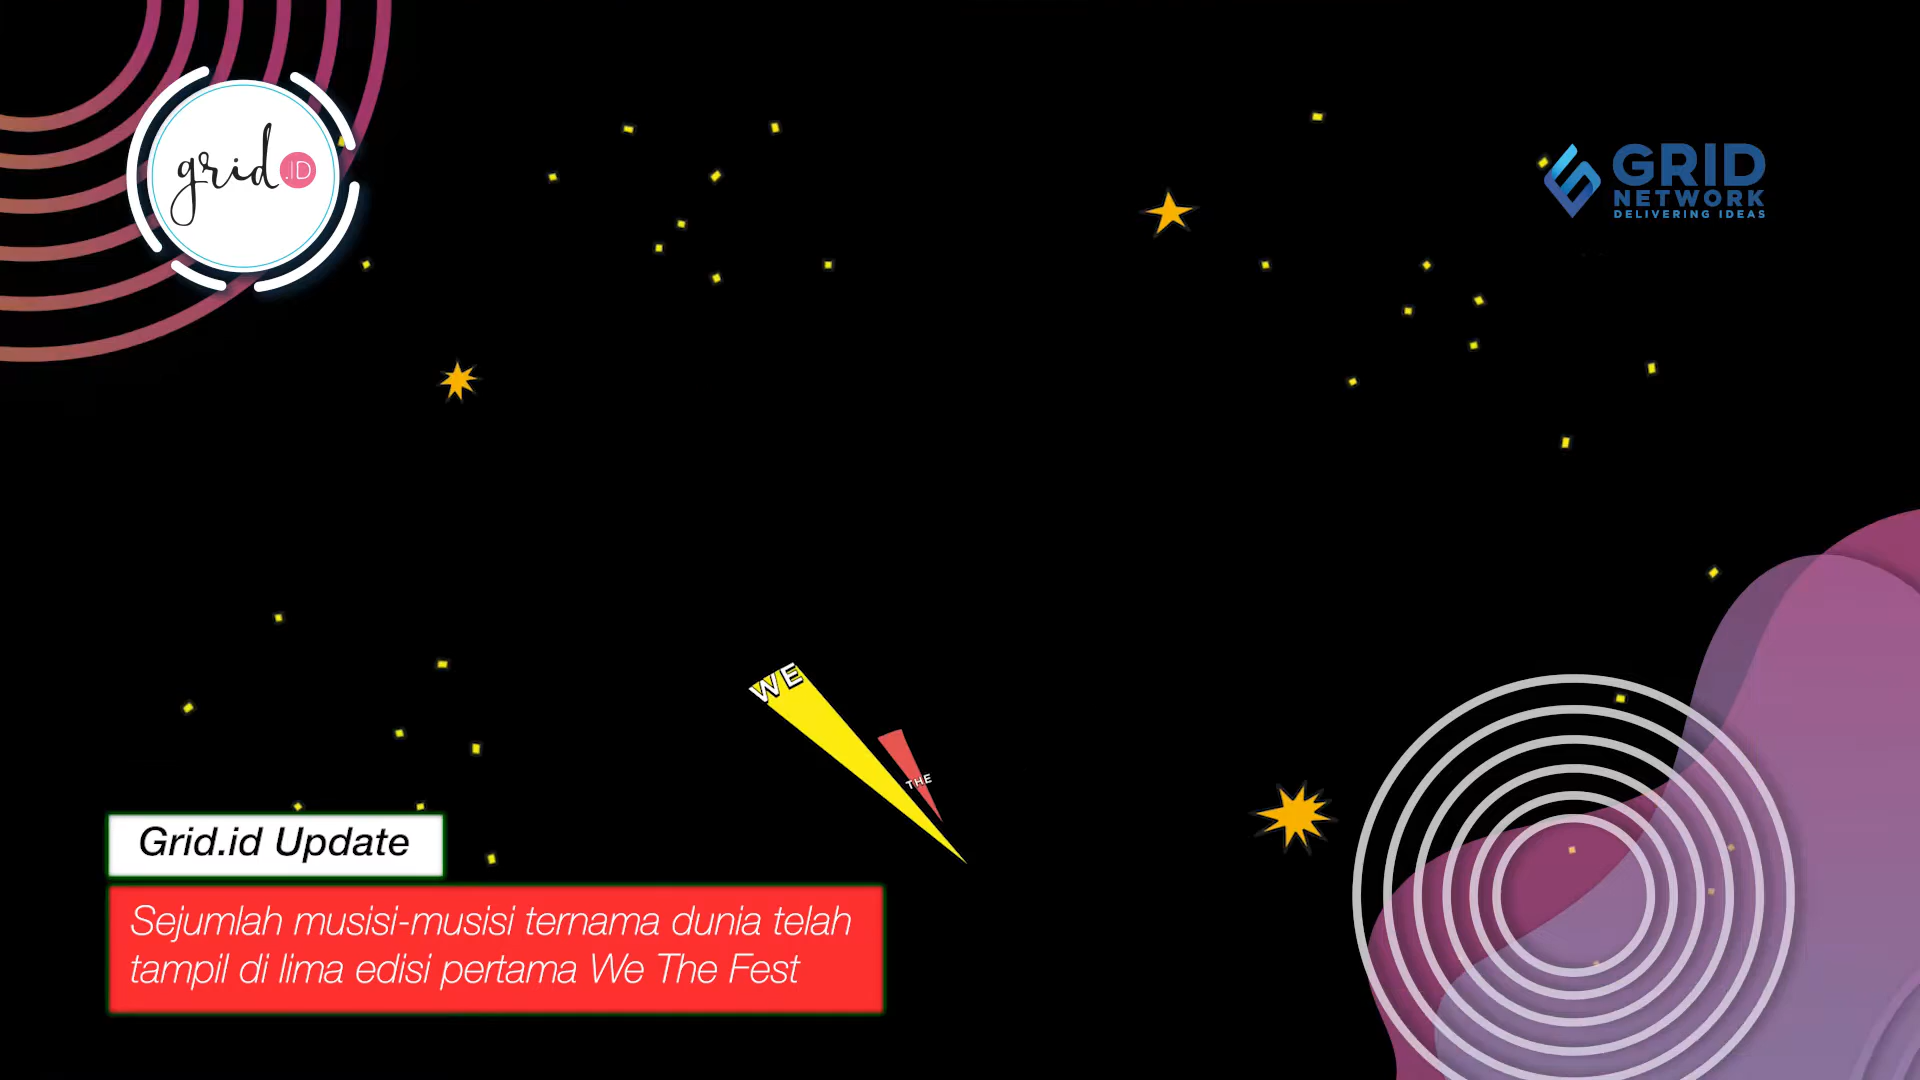 grid .ID
GRID
NETWORK
DELIVERING IDEAS
WE
THE
Grid.id Update
Sejumlah musisi-musisi ternama dunia telah
tampil di lima edisi pertama We The Fest